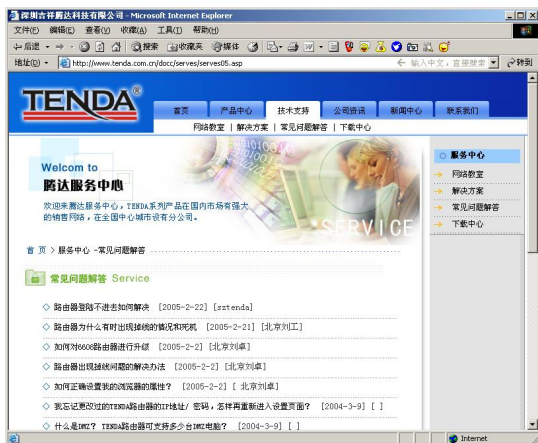 深圳吉祥腾达科技有限公司 - Microsoft Internet Explorer
文件(F) 编辑(E) 查看(V) 收藏(A) 工具(T) 帮助(H)
后退 搜索 收藏夹 媒体
地址(D) http://www.tenda.com.cn/docc/serves/serves05.asp 输入中文,直接搜索 转到
TENDA®
首页 产品中心 技术支持 公司资讯 新闻中心 联系我们
网络教室 | 解决方案 | 常见问题解答 | 下载中心
Welcom to
腾达服务中心
欢迎来腾达服务中心,TENDA系列产品在国内市场有强大
的销售网络,在全国中心城市设有分公司。
SERVICE
服务中心
网络教室
解决方案
常见问题解答
下载中心
首 页 > 服务中心 -常见问题解答
常见问题解答 Service
路由器登陆不进去如何解决 [2005-2-22] [sztenda]
路由器为什么有时出现掉线的情况和死机 [2005-2-21] [北京刘工]
如何对6606路由器进行升级 [2005-2-2] [北京刘卓]
路由器出现掉线问题的解决办法 [2005-2-2] [北京刘卓]
如何正确设置我的浏览器的属性? [2005-2-2] [ 北京刘卓]
我忘记更改过的TENDA路由器的IP地址/ 密码,怎样再重新进入设置页面? [2004-3-9] [ ]
什么是DMZ? TENDA路由器可支持多少台DMZ电脑? [2004-3-9] [ ]
Internet